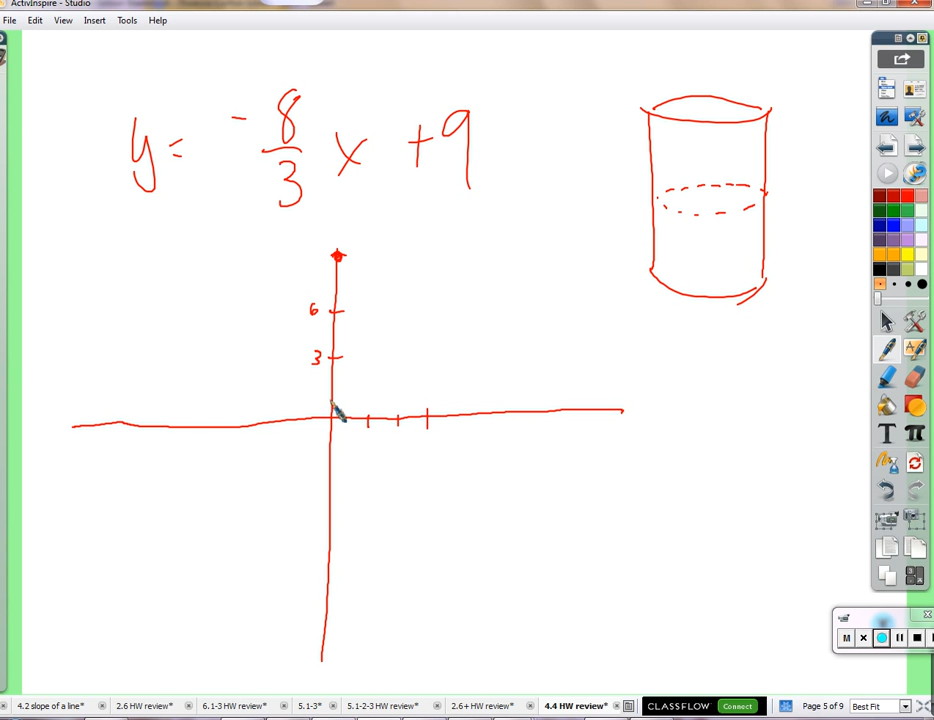 ActivInspire - Studio
File Edit View Insert Tools Help
y = -8/3 x + 9
6
3
M
4.2 slope of a line* 2.6 HW review* 6.1-3 HW review* 5.1-3* 5.1-2-3 HW review* 2.6+ HW review* 4.4 HW review* CLASSFLOW Connect Page 5 of 9 Best Fit